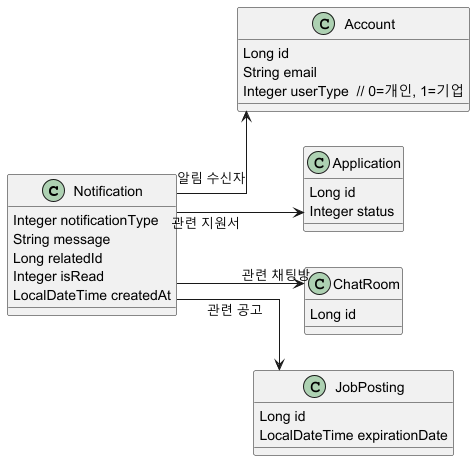 C Account
Long id
String email
Integer userType // 0=개인, 1=기업
알림 수신자
C Application
Long id
Integer status
C Notification
Integer notificationType
String message
Long relatedId
Integer isRead
LocalDateTime createdAt
관련 지원서
관련 채팅방
C ChatRoom
Long id
관련 공고
C JobPosting
Long id
LocalDateTime expirationDate